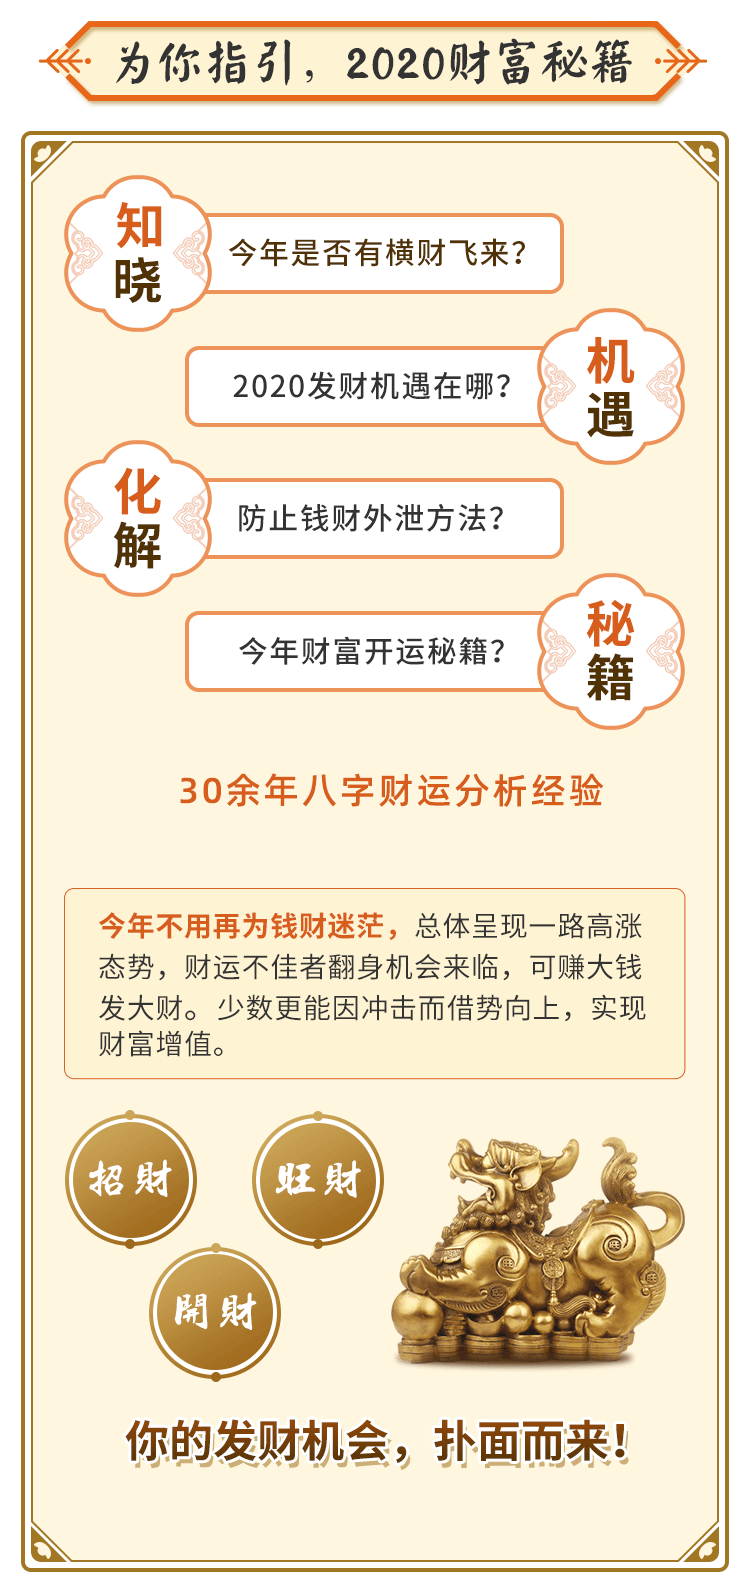 为你指引，2020财富秘籍
知晓
今年是否有横财飞来？
2020发财机遇在哪？
机遇
化解
防止钱财外泄方法？
今年财富开运秘籍？
秘籍
30余年八字财运分析经验
今年不用再为钱财迷茫，总体呈现一路高涨
态势，财运不佳者翻身机会来临，可赚大钱
发大财。少数更能因冲击而借势向上，实现
财富增值。
招財
旺財
開財
你的发财机会，扑面而来！